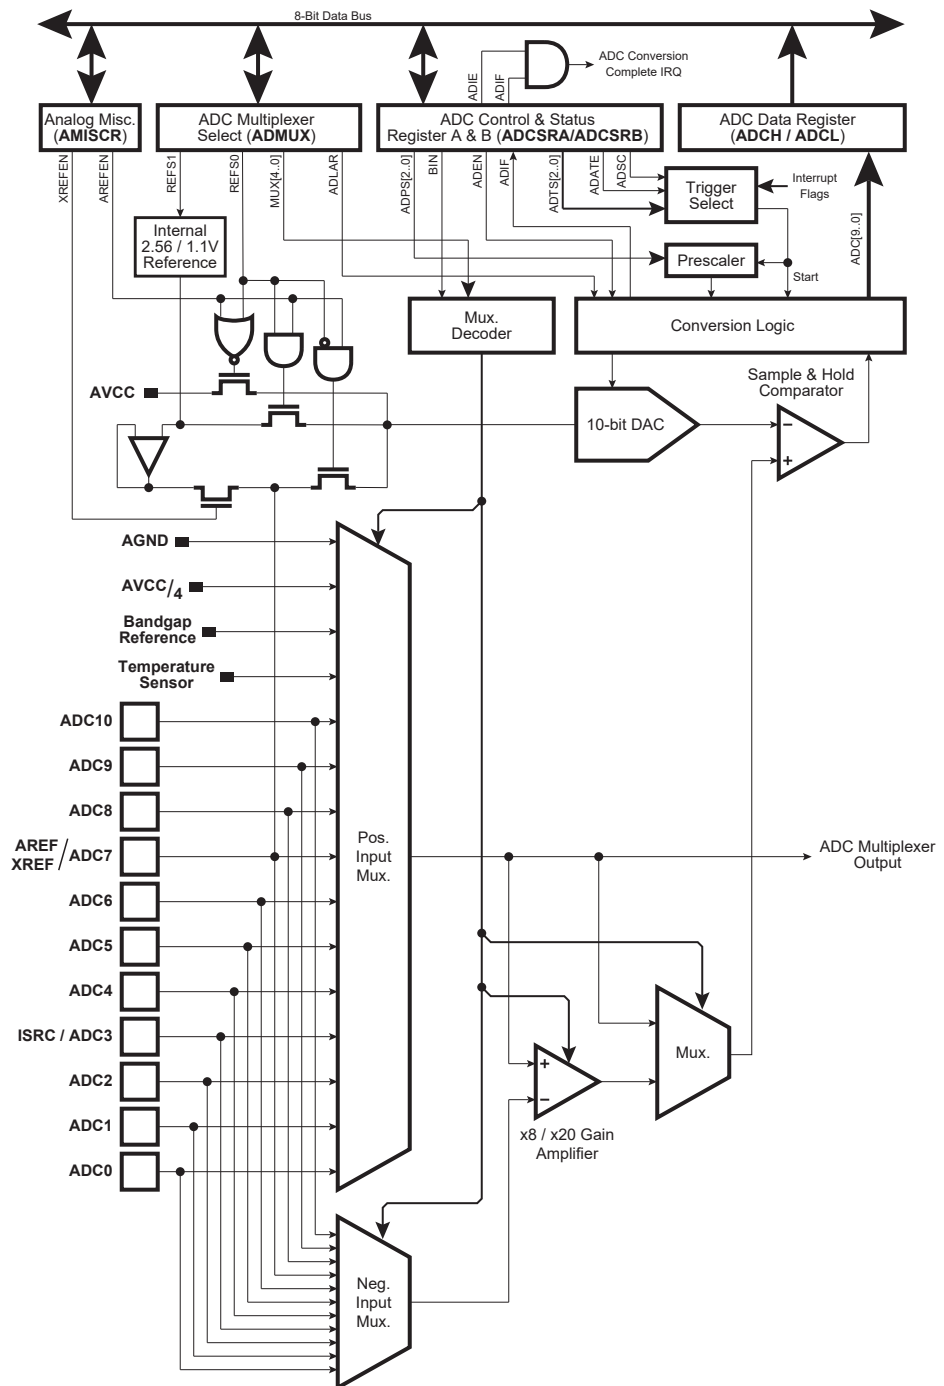 8-Bit Data Bus
ADC Conversion
Complete IRQ
ADIE
ADIF
Analog Misc.
(AMISCR)
ADC Multiplexer
Select (ADMUX)
ADC Control & Status
Register A & B (ADCSRA/ADCSRB)
ADC Data Register
(ADCH / ADCL)
XREFEN
AREFEN
REFS1
REFS0
MUX[4..0]
ADLAR
ADPS[2..0]
BIN
ADEN
ADIF
ADTS[2..0]
ADATE
ADSC
ADC[9..0]
Trigger
Select
Interrupt
Flags
Internal
2.56 / 1.1V
Reference
Prescaler
Start
Mux.
Decoder
Conversion Logic
Sample & Hold
Comparator
AVCC
10-bit DAC
−
+
AGND
AVCC/4
Bandgap
Reference
Temperature
Sensor
ADC10
ADC9
ADC8
AREF
XREF / ADC7
ADC6
ADC5
ADC4
ISRC / ADC3
ADC2
ADC1
ADC0
Pos.
Input
Mux.
ADC Multiplexer
Output
Mux.
+
−
x8 / x20 Gain
Amplifier
Neg.
Input
Mux.